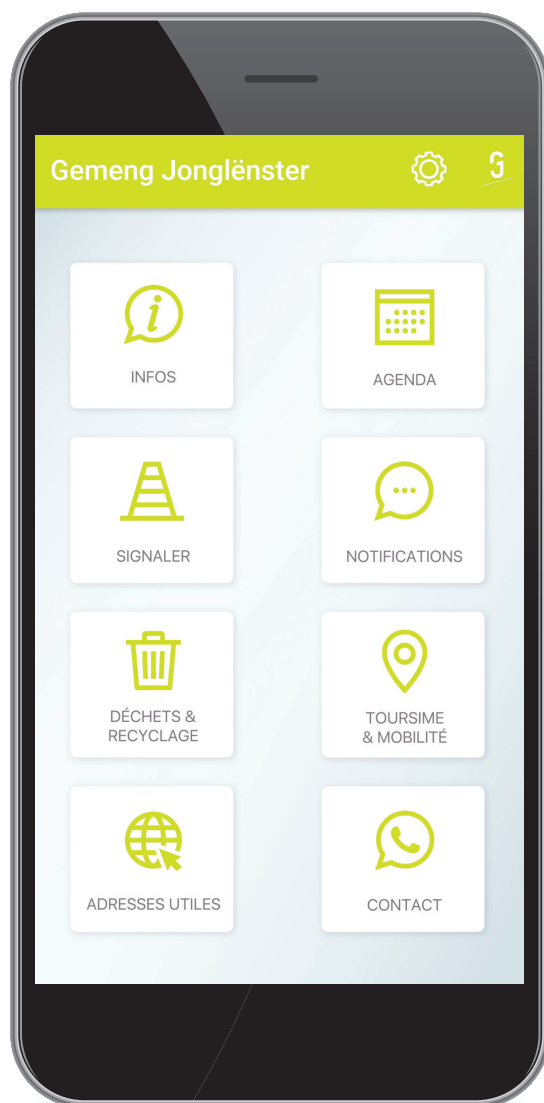 Gemeng Jonglënster
INFOS
AGENDA
SIGNALER
NOTIFICATIONS
DÉCHETS &
RECYCLAGE
TOURSIME
& MOBILITÉ
ADRESSES UTILES
CONTACT